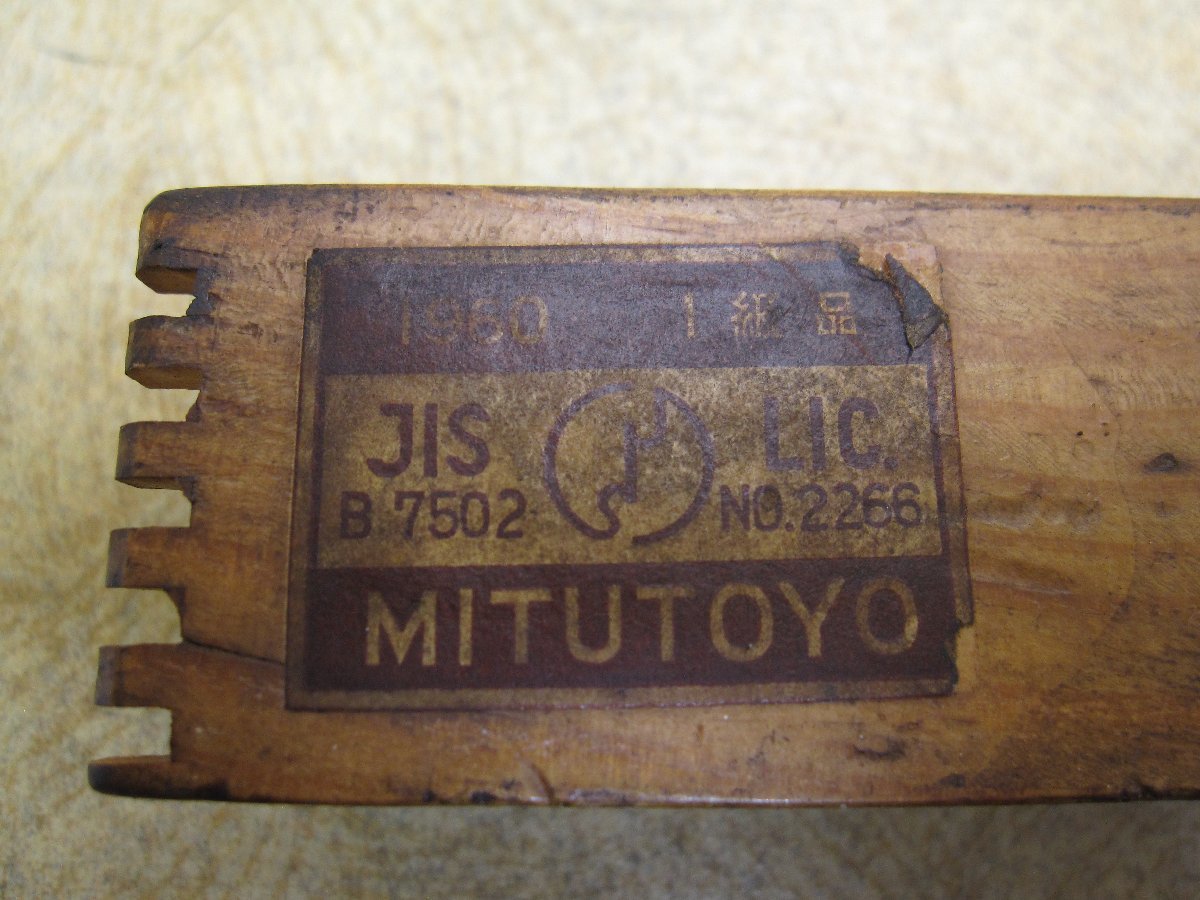 1960 1級品
JIS LIC.
B 7502 NO.2266
MITUTOYO